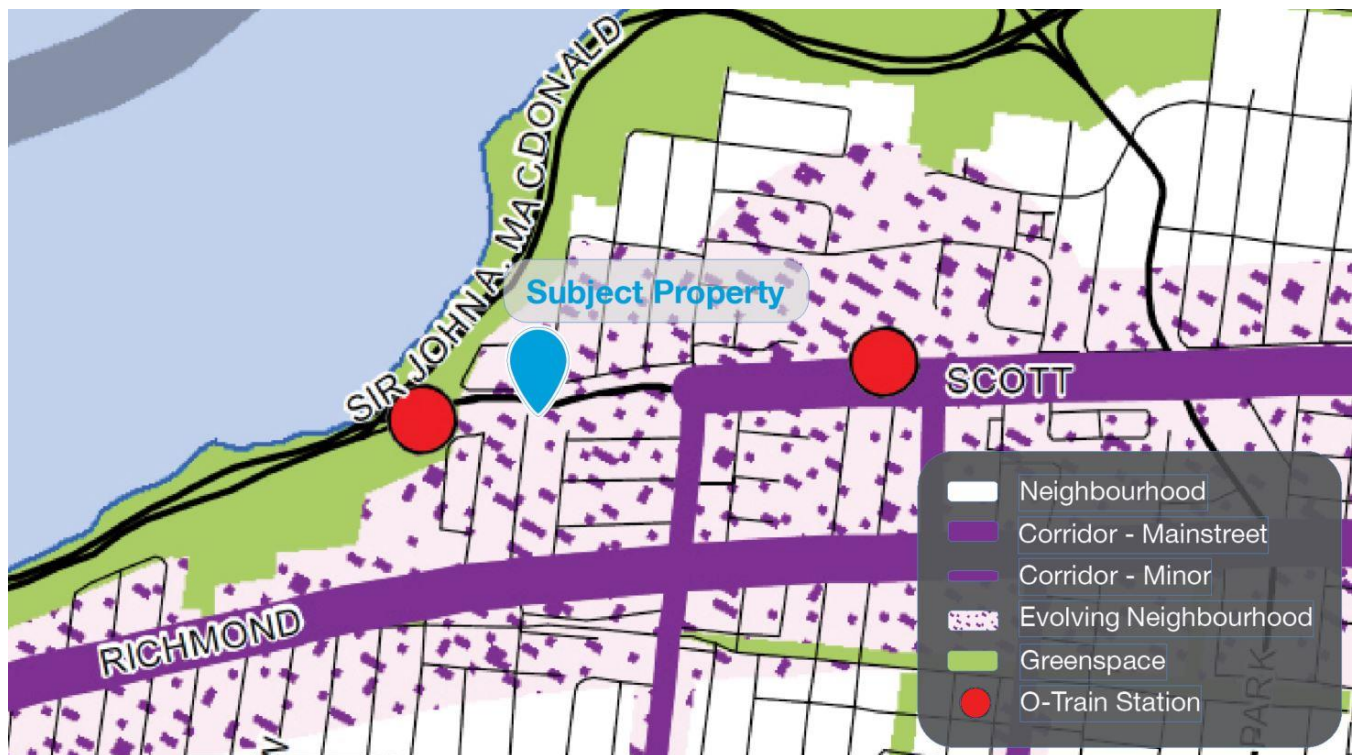 SIR JOHN A. MACDONALD
Subject Property
SCOTT
RICHMOND
Neighbourhood
Corridor - Mainstreet
Corridor - Minor
Evolving Neighbourhood
Greenspace
O-Train Station
PARK